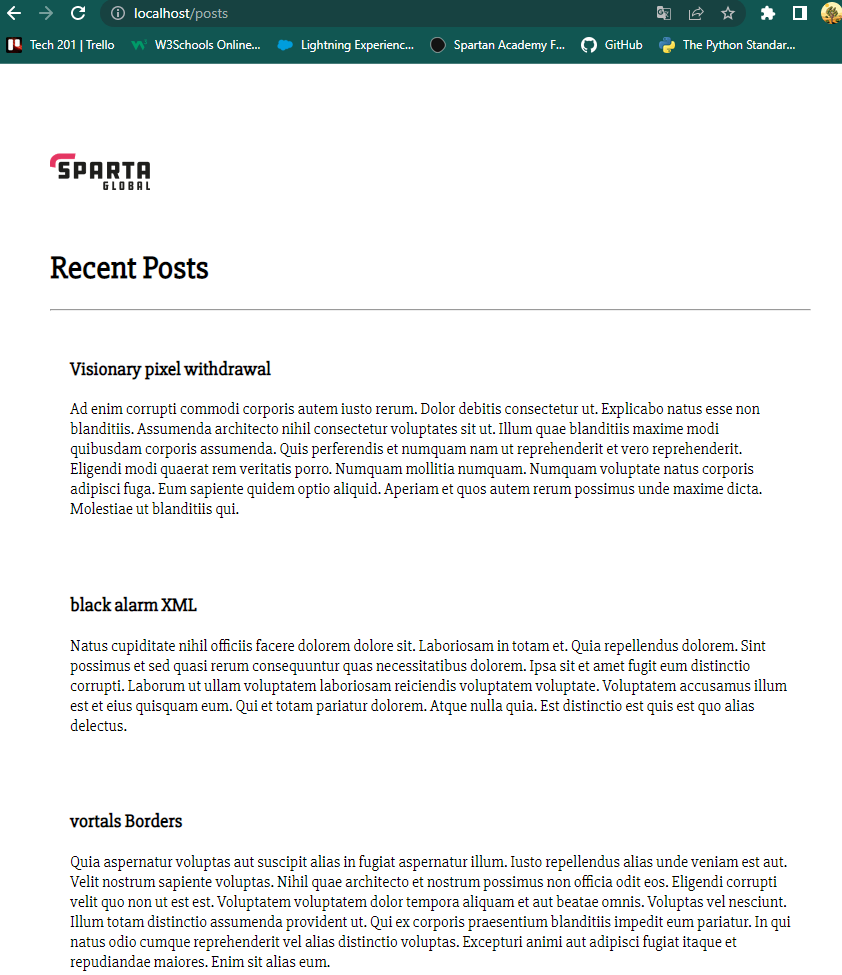 localhost/posts
Tech 201 | Trello W3Schools Online... Lightning Experienc... Spartan Academy F... GitHub The Python Standar...
SPARTA
GLOBAL
Recent Posts
Visionary pixel withdrawal
Ad enim corrupti commodi corporis autem iusto rerum. Dolor debitis consectetur ut. Explicabo natus esse non
blanditiis. Assumenda architecto nihil consectetur voluptates sit ut. Illum quae blanditiis maxime modi
quibusdam corporis assumenda. Quis perferendis et numquam nam ut reprehenderit et vero reprehenderit.
Eligendi modi quaerat rem veritatis porro. Numquam mollitia numquam. Numquam voluptate natus corporis
adipisci fuga. Eum sapiente quidem optio aliquid. Aperiam et quos autem rerum possimus unde maxime dicta.
Molestiae ut blanditiis qui.
black alarm XML
Natus cupiditate nihil officiis facere dolorem dolore sit. Laboriosam in totam et. Quia repellendus dolorem. Sint
possimus et sed quasi rerum consequuntur quas necessitatibus dolorem. Ipsa sit et amet fugit eum distinctio
corrupti. Laborum ut ullam voluptatem laboriosam reiciendis voluptatem voluptate. Voluptatem accusamus illum
est et eius quisquam eum. Qui et totam pariatur dolorem. Atque nulla quia. Est distinctio est quis est quo alias
delectus.
vortals Borders
Quia aspernatur voluptas aut suscipit alias in fugiat aspernatur illum. Iusto repellendus alias unde veniam est aut.
Velit nostrum sapiente voluptas. Nihil quae architecto et nostrum possimus non officia odit eos. Eligendi corrupti
velit quo non ut est est. Voluptatem voluptatem dolor tempora aliquam et aut beatae omnis. Voluptas vel nesciunt.
Illum totam distinctio assumenda provident ut. Qui ex corporis praesentium blanditiis impedit eum pariatur. In qui
natus odio cumque reprehenderit vel alias distinctio voluptas. Excepturi animi aut adipisci fugiat itaque et
repudiandae maiores. Enim sit alias eum.